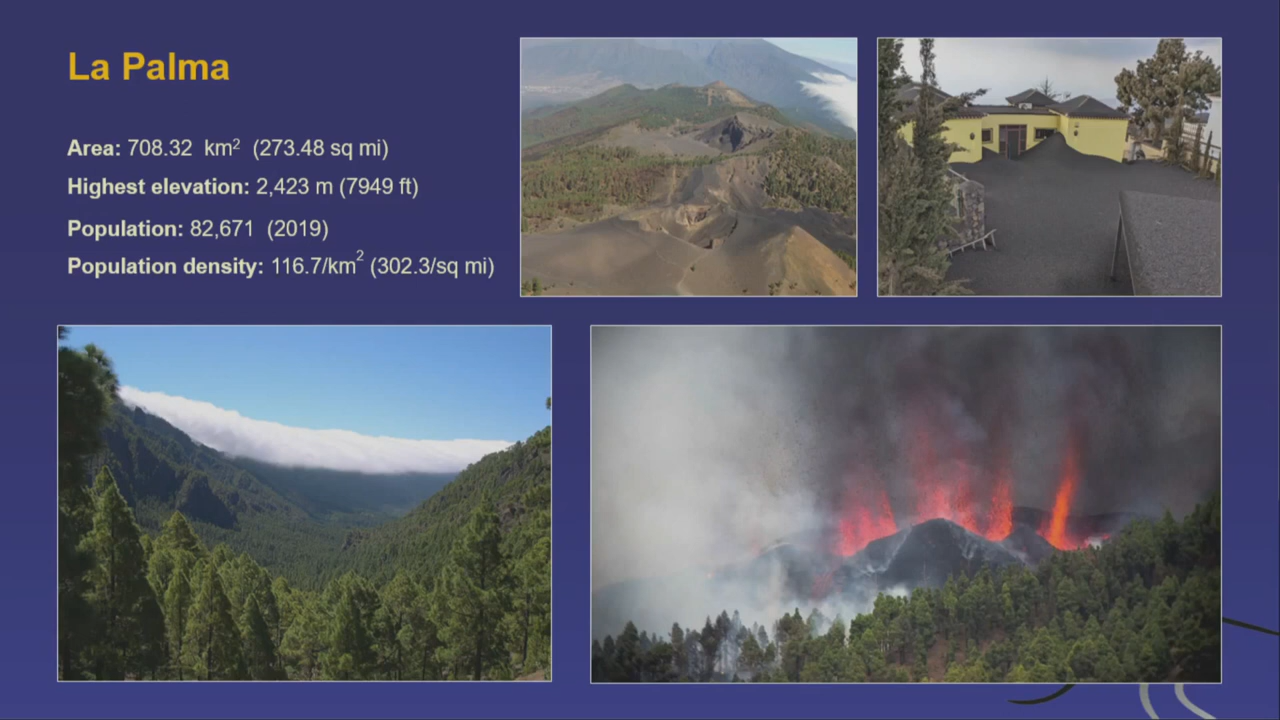 La Palma
Area: 708.32 km² (273.48 sq mi)
Highest elevation: 2,423 m (7949 ft)
Population: 82,671 (2019)
Population density: 116.7/km² (302.3/sq mi)